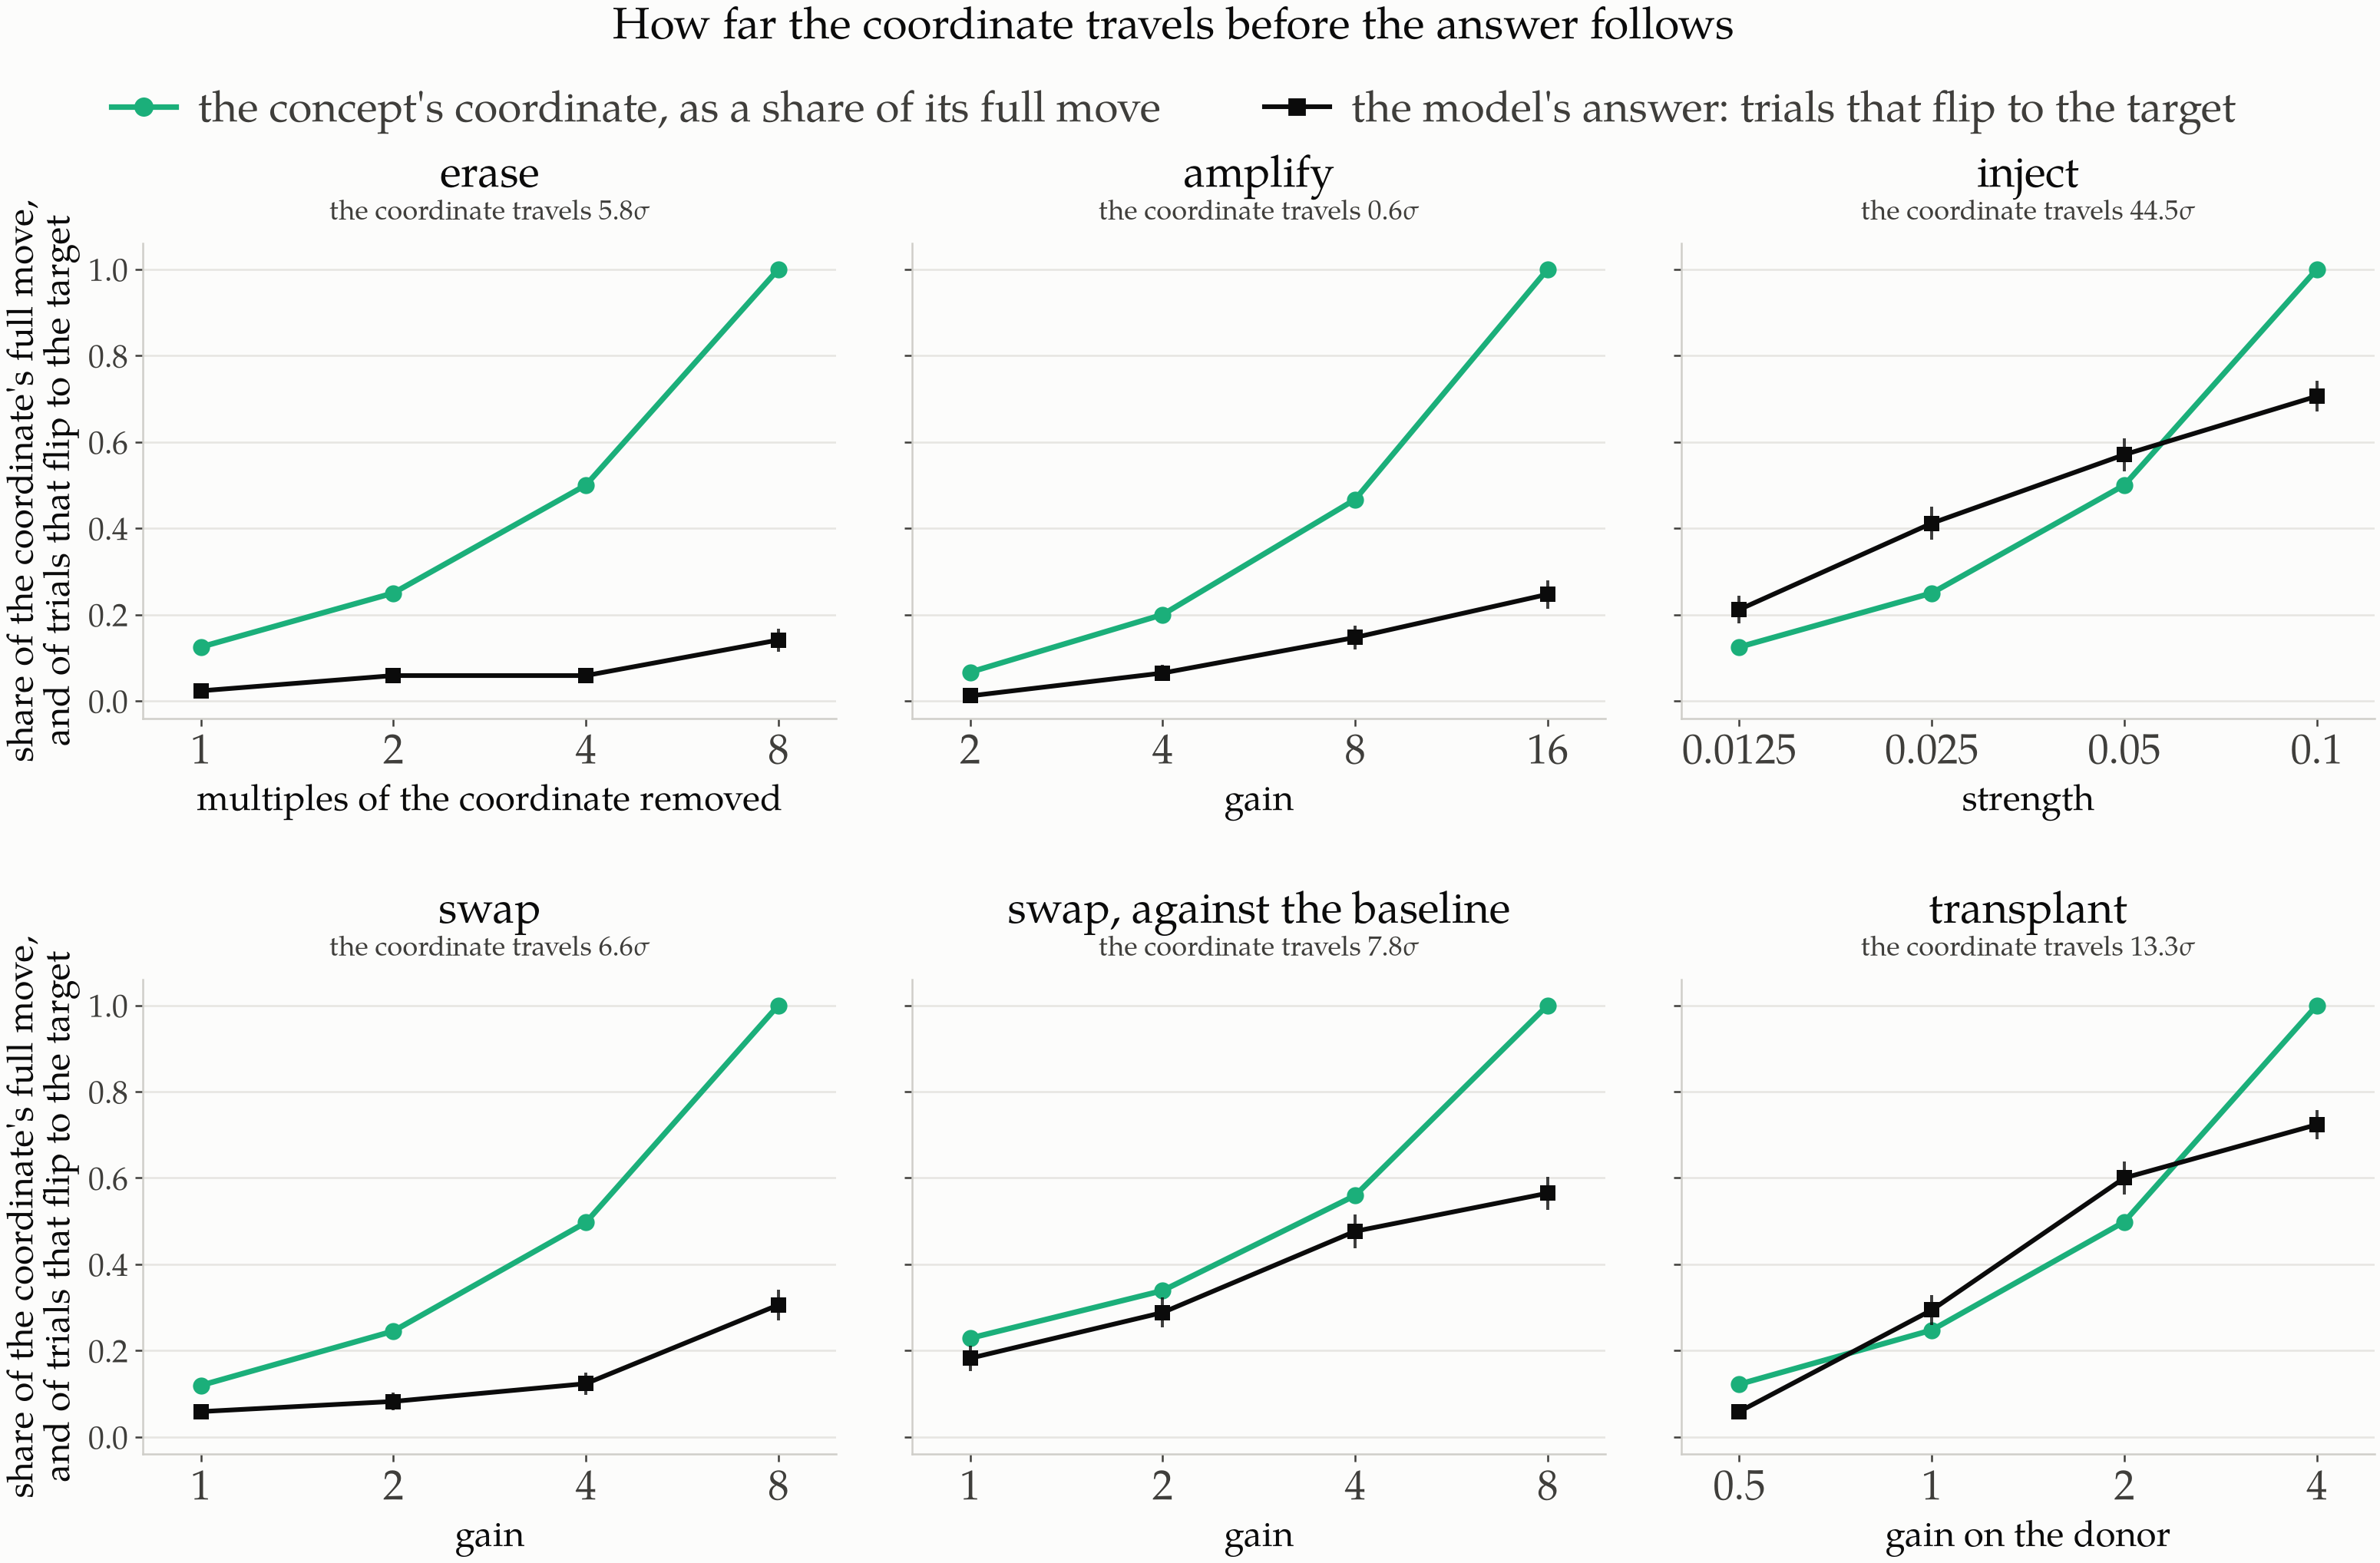 How far the coordinate travels before the answer follows
the concept's coordinate, as a share of its full move
the model's answer: trials that flip to the target
erase
the coordinate travels 5.8σ
share of the coordinate's full move,
and of trials that flip to the target
1.0
0.8
0.6
0.4
0.2
0.0
1 2 4 8
multiples of the coordinate removed
amplify
the coordinate travels 0.6σ
2 4 8 16
gain
inject
the coordinate travels 44.5σ
0.0125 0.025 0.05 0.1
strength
swap
the coordinate travels 6.6σ
share of the coordinate's full move,
and of trials that flip to the target
1.0
0.8
0.6
0.4
0.2
0.0
1 2 4 8
gain
swap, against the baseline
the coordinate travels 7.8σ
1 2 4 8
gain
transplant
the coordinate travels 13.3σ
0.5 1 2 4
gain on the donor